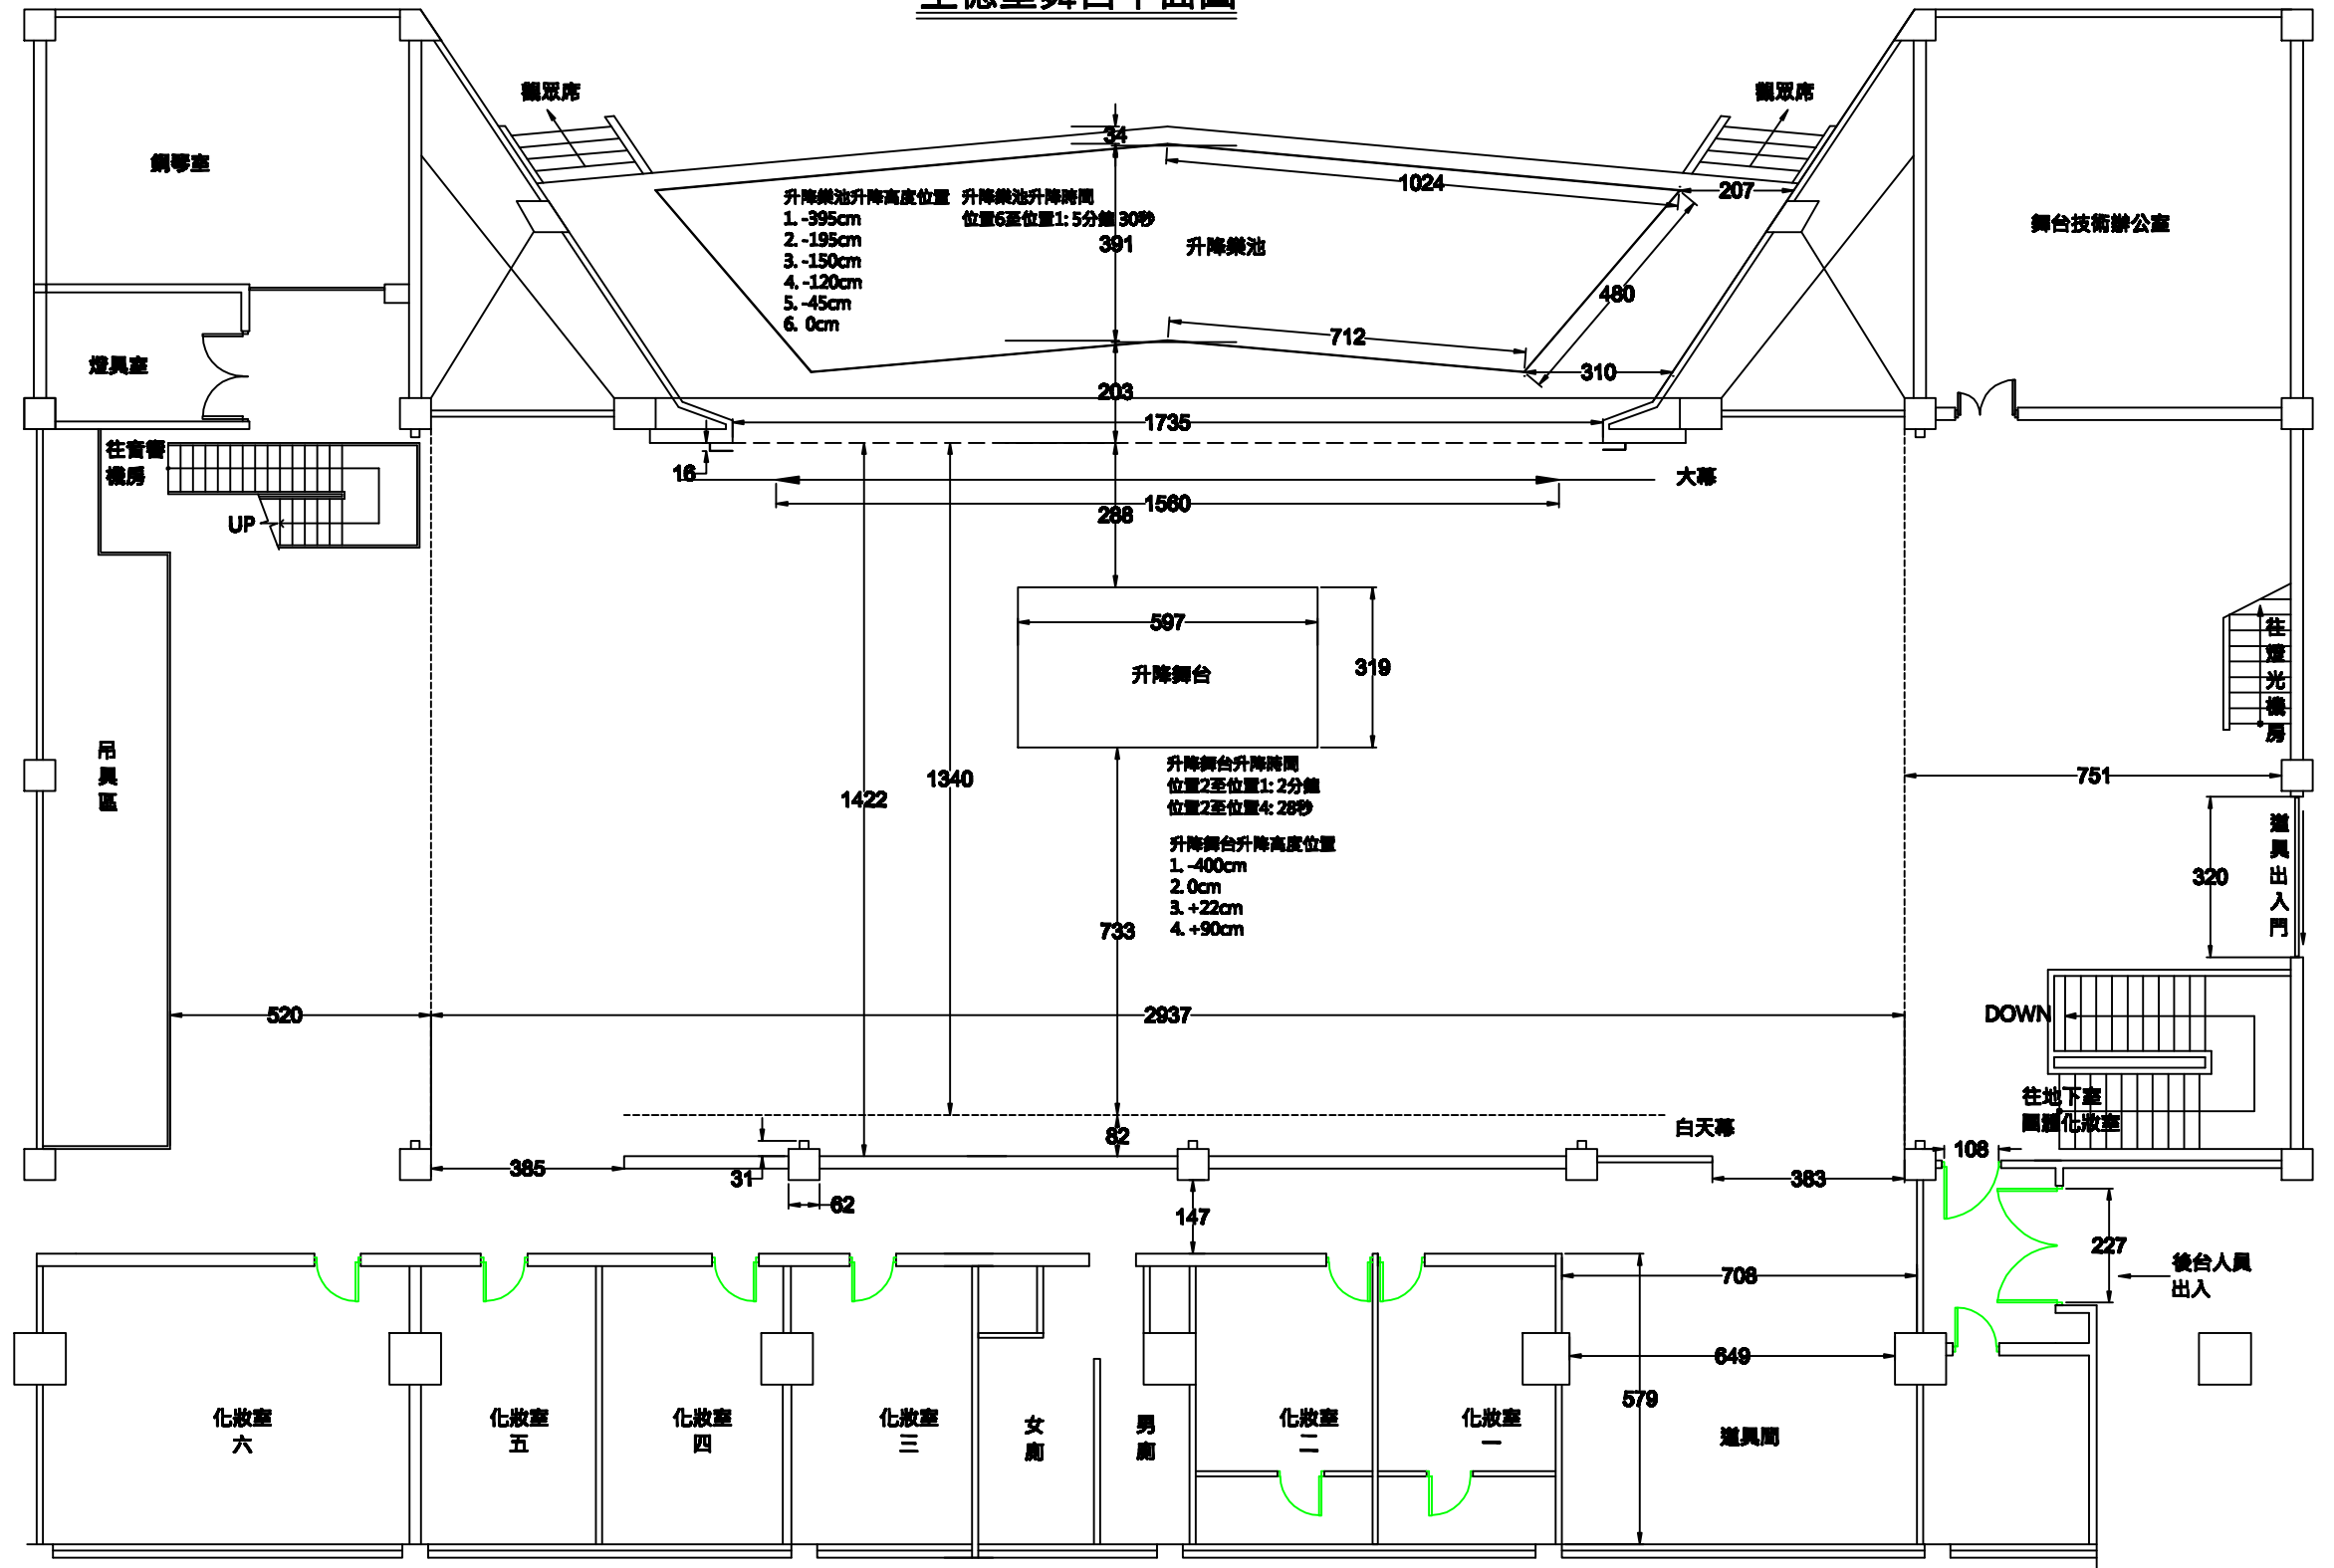 至德堂舞台平面圖
觀眾席
觀眾席
鋼琴室
34
1024
207
升降樂池升降高度位置
1. -395cm
2. -195cm
3. -150cm
4. -120cm
5. -45cm
6. 0cm
升降樂池升降時間
位置6至位置1: 5分鐘 30秒
391
升降樂池
舞台技術辦公室
480
712
310
燈具室
203
1735
往音響
機房
UP
16
大幕
1560
288
597
升降舞台
319
往燈光機房
吊具區
升降舞台升降時間
位置2至位置1: 2分鐘
位置2至位置4: 28秒
1340
1422
751
升降舞台升降高度位置
1. -400cm
2. 0cm
3. +22cm
4. +90cm
道具出入門
320
733
520
2937
DOWN
往地下室
團體化妝室
82
白天幕
385
31
62
383
108
147
227
後台人員
出入
708
649
579
化妝室
六
化妝室
五
化妝室
四
化妝室
三
女廁
男廁
化妝室
二
化妝室
一
道具間